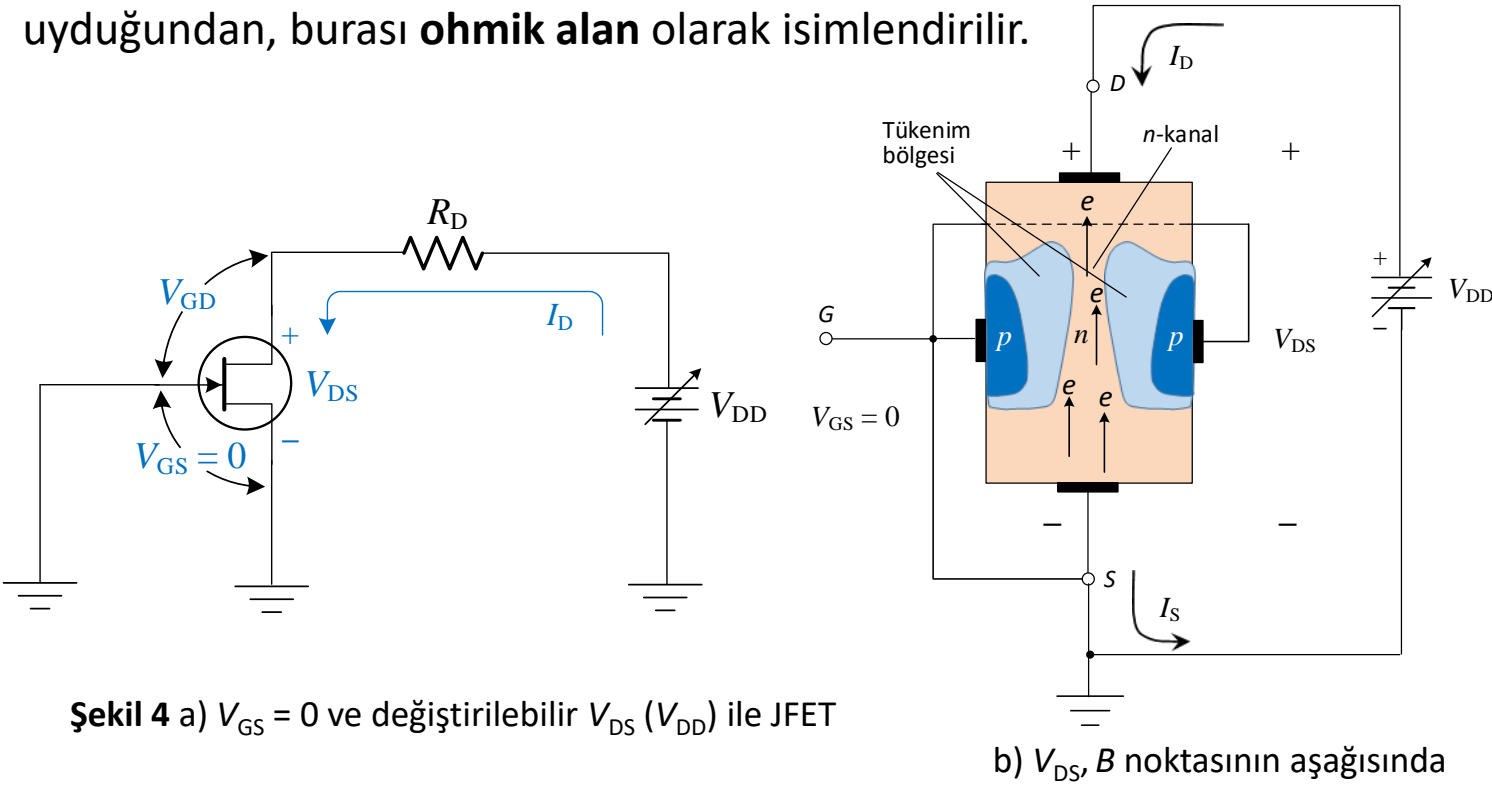 uyduğundan, burası ohmik alan olarak isimlendirilir.
R_D
V_GD
I_D
+
V_DS
V_DD
V_GS = 0
−
Şekil 4 a) V_GS = 0 ve değiştirilebilir V_DS (V_DD) ile JFET
I_D
D
Tükenim
bölgesi
n-kanal
+
+
e
e
G
p
n
p
V_DS
+
V_DD
−
e
e
V_GS = 0
−
−
S
I_S
b) V_DS, B noktasının aşağısında